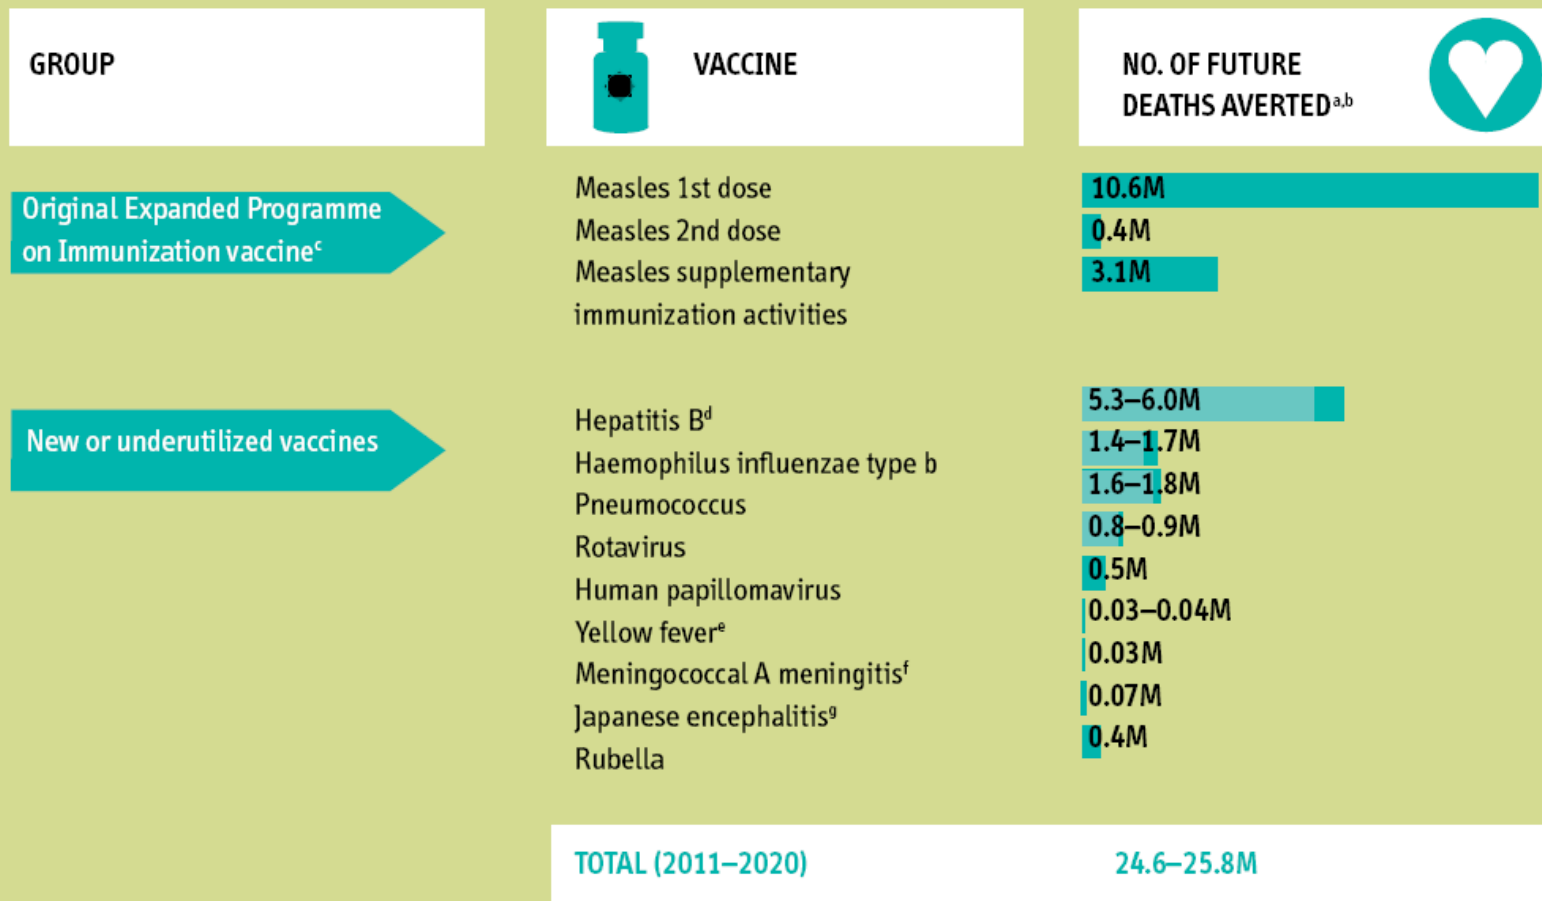 GROUP
VACCINE
NO. OF FUTURE
DEATHS AVERTEDᵃ,ᵇ
Original Expanded Programme
on Immunization vaccineᶜ
Measles 1st dose
10.6M
Measles 2nd dose
0.4M
Measles supplementary
immunization activities
3.1M
New or underutilized vaccines
Hepatitis Bᵈ
5.3–6.0M
Haemophilus influenzae type b
1.4–1.7M
Pneumococcus
1.6–1.8M
Rotavirus
0.8–0.9M
Human papillomavirus
0.5M
Yellow feverᵉ
0.03–0.04M
Meningococcal A meningitisᶠ
0.03M
Japanese encephalitisᵍ
0.07M
Rubella
0.4M
TOTAL (2011–2020)
24.6–25.8M